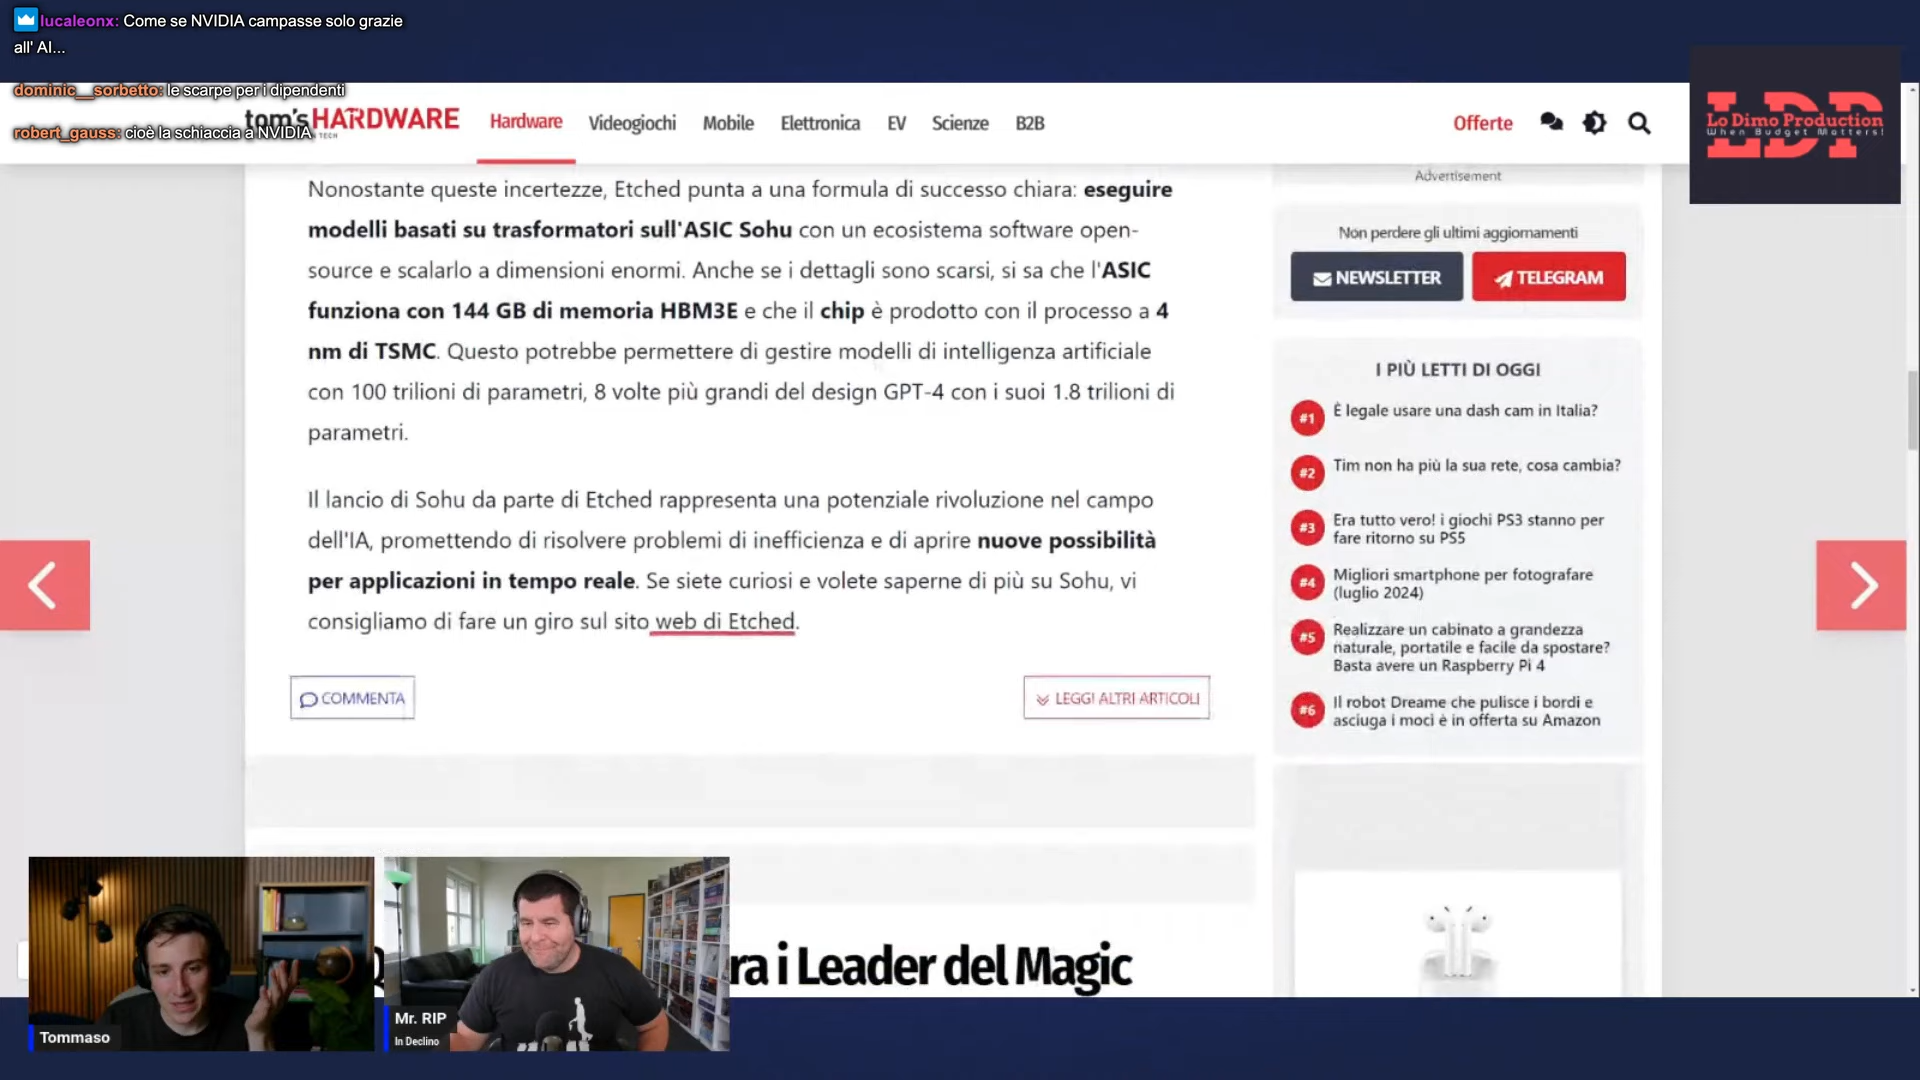 lucaleonx: Come se NVIDIA campasse solo grazie
all' AI...
dominic__sorbetto: le scarpe per i dipendenti
robert_gauss: cioè la schiaccia a NVIDIA
tom's HARDWARE
TECH
Hardware
Videogiochi
Mobile
Elettronica
EV
Scienze
B2B
Offerte
LDP
Lo Dimo Production
When Budget Matters!
Nonostante queste incertezze, Etched punta a una formula di successo chiara: eseguire
modelli basati su trasformatori sull'ASIC Sohu con un ecosistema software open-
source e scalarlo a dimensioni enormi. Anche se i dettagli sono scarsi, si sa che l'ASIC
funziona con 144 GB di memoria HBM3E e che il chip è prodotto con il processo a 4
nm di TSMC. Questo potrebbe permettere di gestire modelli di intelligenza artificiale
con 100 trilioni di parametri, 8 volte più grandi del design GPT-4 con i suoi 1.8 trilioni di
parametri.
Il lancio di Sohu da parte di Etched rappresenta una potenziale rivoluzione nel campo
dell'IA, promettendo di risolvere problemi di inefficienza e di aprire nuove possibilità
per applicazioni in tempo reale. Se siete curiosi e volete saperne di più su Sohu, vi
consigliamo di fare un giro sul sito web di Etched.
COMMENTA
LEGGI ALTRI ARTICOLI
Advertisement
Non perdere gli ultimi aggiornamenti
NEWSLETTER
TELEGRAM
I PIÙ LETTI DI OGGI
#1 È legale usare una dash cam in Italia?
#2 Tim non ha più la sua rete, cosa cambia?
#3 Era tutto vero! i giochi PS3 stanno per
fare ritorno su PS5
#4 Migliori smartphone per fotografare
(luglio 2024)
#5 Realizzare un cabinato a grandezza
naturale, portatile e facile da spostare?
Basta avere un Raspberry Pi 4
#6 Il robot Dreame che pulisce i bordi e
asciuga i moci è in offerta su Amazon
ra i Leader del Magic
Tommaso
Mr. RIP
In Declino